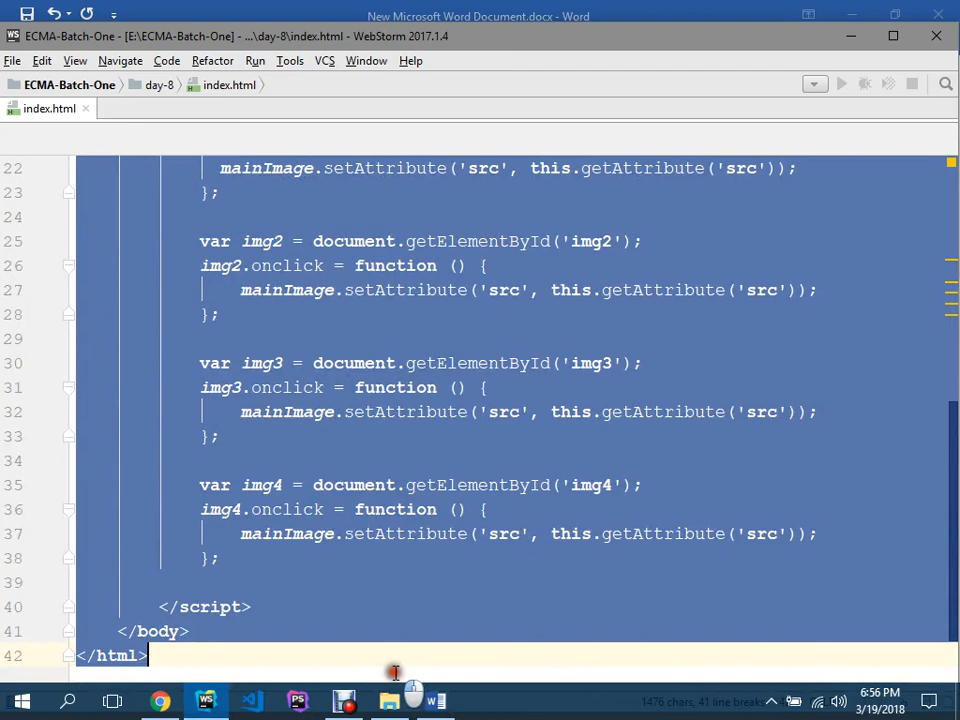 New Microsoft Word Document.docx - Word
ECMA-Batch-One - [E:\ECMA-Batch-One] - ...\day-8\index.html - WebStorm 2017.1.4
File Edit View Navigate Code Refactor Run Tools VCS Window Help
ECMA-Batch-One day-8 index.html
index.html
22 mainImage.setAttribute('src', this.getAttribute('src'));
23 };
24
25 var img2 = document.getElementById('img2');
26 img2.onclick = function () {
27 mainImage.setAttribute('src', this.getAttribute('src'));
28 };
29
30 var img3 = document.getElementById('img3');
31 img3.onclick = function () {
32 mainImage.setAttribute('src', this.getAttribute('src'));
33 };
34
35 var img4 = document.getElementById('img4');
36 img4.onclick = function () {
37 mainImage.setAttribute('src', this.getAttribute('src'));
38 };
39
40 </script>
41 </body>
42 </html>
1476 chars, 41 line breaks
6:56 PM
3/19/2018